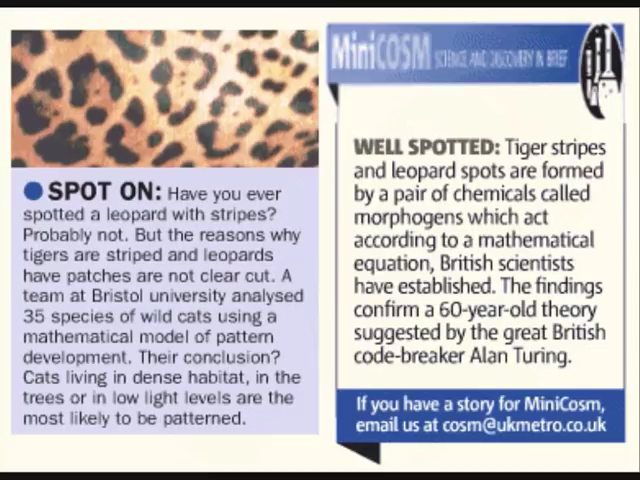 ● SPOT ON: Have you ever
spotted a leopard with stripes?
Probably not. But the reasons why
tigers are striped and leopards
have patches are not clear cut. A
team at Bristol university analysed
35 species of wild cats using a
mathematical model of pattern
development. Their conclusion?
Cats living in dense habitat, in the
trees or in low light levels are the
most likely to be patterned.
MiniCOSM SCIENCE AND DISCOVERY IN BRIEF
WELL SPOTTED: Tiger stripes
and leopard spots are formed
by a pair of chemicals called
morphogens which act
according to a mathematical
equation, British scientists
have established. The findings
confirm a 60-year-old theory
suggested by the great British
code-breaker Alan Turing.
If you have a story for MiniCosm,
email us at cosm@ukmetro.co.uk